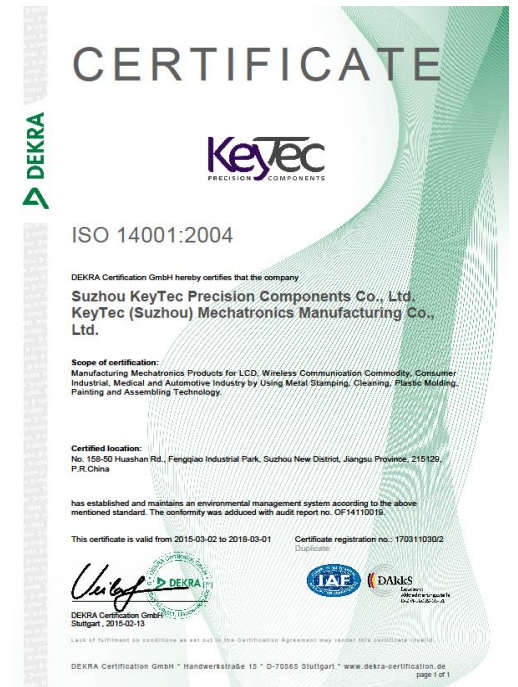 CERTIFICATE
DEKRA
KeyTec
PRECISION COMPONENTS
ISO 14001:2004
DEKRA Certification GmbH hereby certifies that the company
Suzhou KeyTec Precision Components Co., Ltd.
KeyTec (Suzhou) Mechatronics Manufacturing Co.,
Ltd.
Scope of certification:
Manufacturing Mechatronics Products for LCD, Wireless Communication Commodity, Consumer
Industrial, Medical and Automotive Industry by Using Metal Stamping, Cleaning, Plastic Molding,
Painting and Assembling Technology.
Certified location:
No. 158-50 Huashan Rd., Fengqiao Industrial Park, Suzhou New District, Jiangsu Province, 215129,
P.R.China
has established and maintains an environmental management system according to the above
mentioned standard. The conformity was adduced with audit report no. OF14110019.
This certificate is valid from 2015-03-02 to 2018-03-01
Certificate registration no.: 170311030/2
Duplicate
DEKRA
IAF
DAkkS
Deutsche
Akkreditierungsstelle
DEKRA Certification GmbH
Stuttgart , 2015-02-13
Lack of fulfilment on conditions as set out in the Certification Agreement may render this certificate invalid
DEKRA Certification GmbH * Handwerkstraße 15 * D-70565 Stuttgart * www.dekra-certification.de
page 1 of 1